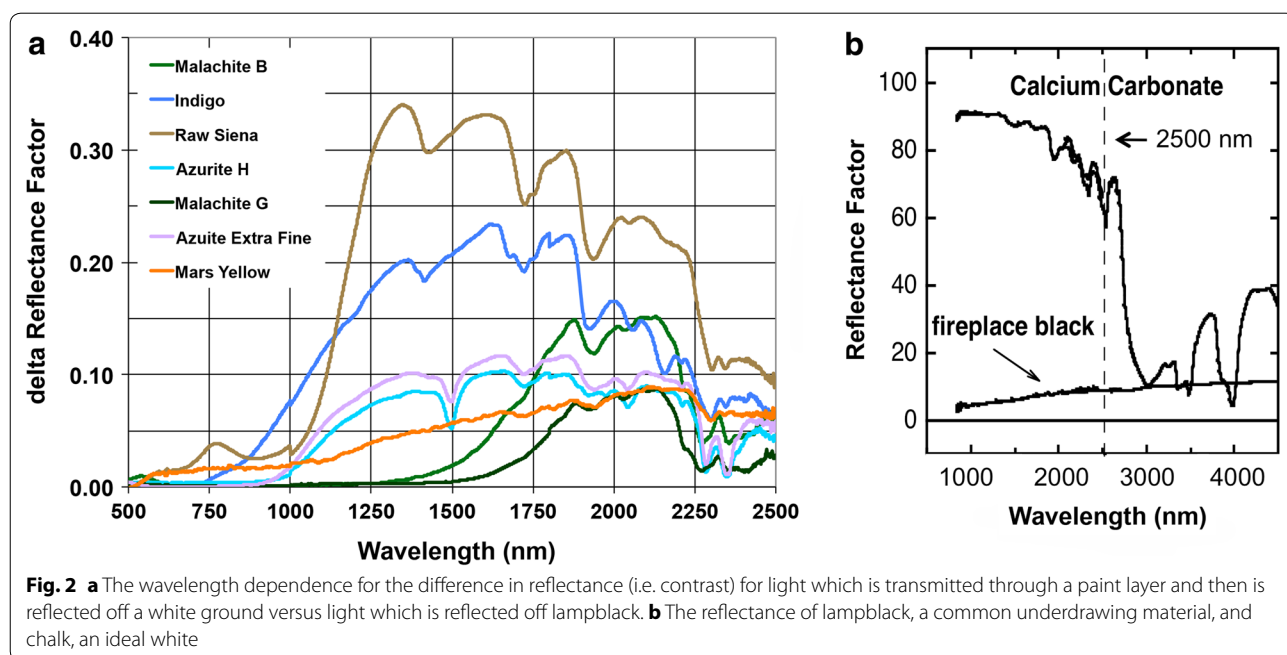 a
0.40
0.30
0.20
0.10
0.00
delta Reflectance Factor
Malachite B
Indigo
Raw Siena
Azurite H
Malachite G
Azuite Extra Fine
Mars Yellow
500 750 1000 1250 1500 1750 2000 2250 2500
Wavelength (nm)
b
100
80
60
40
20
0
Reflectance Factor
Calcium Carbonate
← 2500 nm
fireplace black
1000 2000 3000 4000
Wavelength (nm)
Fig. 2 a The wavelength dependence for the difference in reflectance (i.e. contrast) for light which is transmitted through a paint layer and then is
reflected off a white ground versus light which is reflected off lampblack. b The reflectance of lampblack, a common underdrawing material, and
chalk, an ideal white